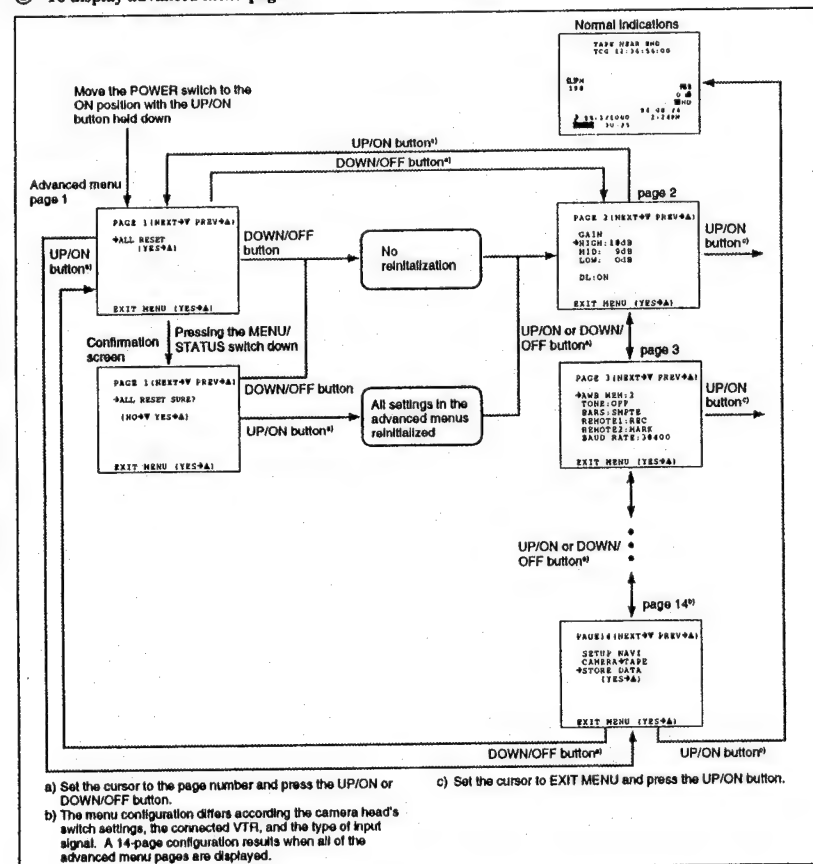 Normal Indications
TAPE NEAR END
TCG 12:34:56:00
Move the POWER switch to the
ON position with the UP/ON
button held down
UP/ON button a)
DOWN/OFF button a)
Advanced menu
page 1
PAGE 1(NEXT➔▼ PREV➔▲)
➔ALL RESET
(YES➔▲)
EXIT MENU (YES➔▲)
UP/ON
button a)
DOWN/OFF
button
No
reinitalization
page 2
PAGE 2(NEXT➔▼ PREV➔▲)
GAIN
➔HIGH:18dB
MID: 9dB
LOW: 0dB
DL:ON
EXIT MENU (YES➔▲)
UP/ON
button c)
Confirmation
screen
Pressing the MENU/
STATUS switch down
PAGE 1(NEXT➔▼ PREV➔▲)
➔ALL RESET SURE?
(NO➔▼ YES➔▲)
EXIT MENU (YES➔▲)
DOWN/OFF button
UP/ON button a)
All settings in the
advanced menus
reinitialized
UP/ON or DOWN/
OFF button a)
page 3
PAGE 3(NEXT➔▼ PREV➔▲)
➔AWB MEM:2
TONE:OFF
BARS:SMPTE
REMOTE1:REC
REMOTE2:MARK
BAUD RATE:38400
EXIT MENU (YES➔▲)
UP/ON
button c)
UP/ON or DOWN/
OFF button a)
page 14 b)
PAGE14(NEXT➔▼ PREV➔▲)
SETUP NAVI
CAMERA➔TAPE
➔STORE DATA
(YES➔▲)
EXIT MENU (YES➔▲)
DOWN/OFF button a)
UP/ON button c)
a) Set the cursor to the page number and press the UP/ON or
DOWN/OFF button.
b) The menu configuration differs according the camera head's
switch settings, the connected VTR, and the type of input
signal. A 14-page configuration results when all of the
advanced menu pages are displayed.
c) Set the cursor to EXIT MENU and press the UP/ON button.